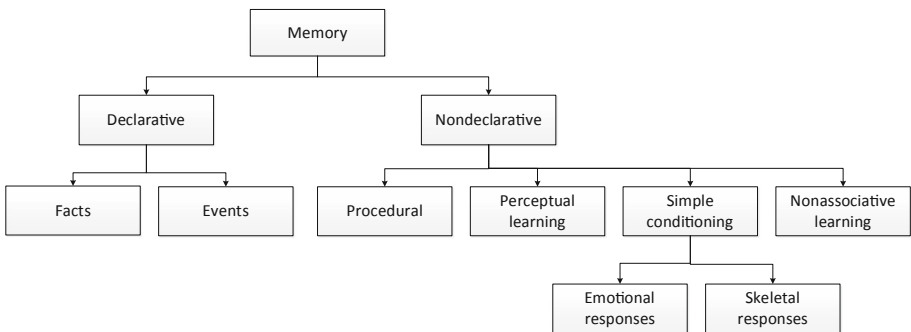 Memory
Declarative
Nondeclarative
Facts
Events
Procedural
Perceptual
learning
Simple
conditioning
Nonassociative
learning
Emotional
responses
Skeletal
responses